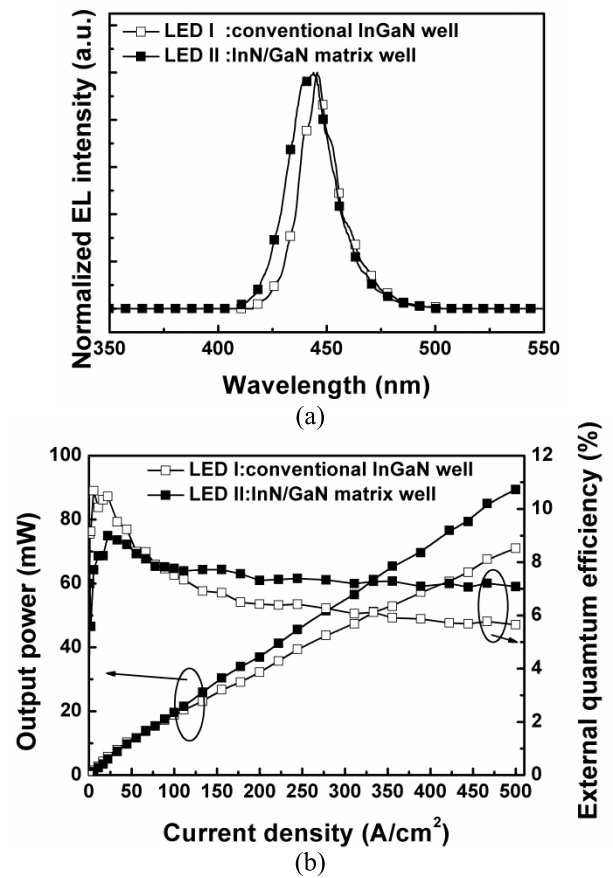 LED I :conventional InGaN well
LED II :InN/GaN matrix well
Normalized EL intensity (a.u.)
350 400 450 500 550
Wavelength (nm)
(a)
LED I:conventional InGaN well
LED II:InN/GaN matrix well
Output power (mW)
100
80
60
40
20
0
External quamtum efficiency (%)
12
10
8
6
4
2
0
0 50 100 150 200 250 300 350 400 450 500
Current density (A/cm²)
(b)